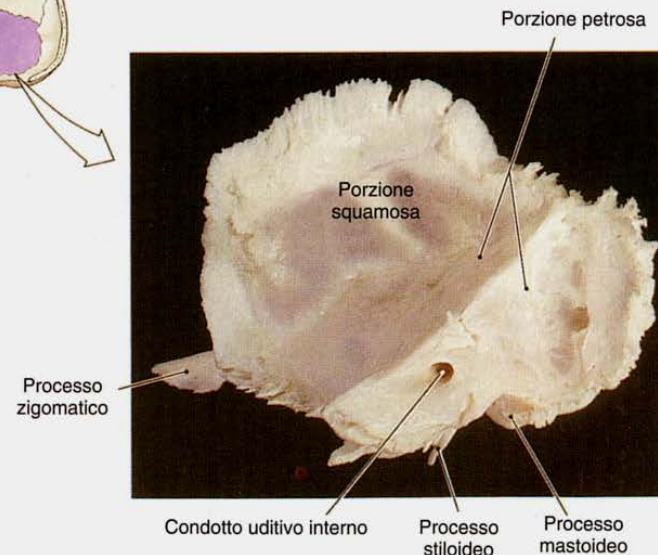 Porzione petrosa
Porzione
squamosa
Processo
zigomatico
Condotto uditivo interno
Processo
stiloideo
Processo
mastoideo